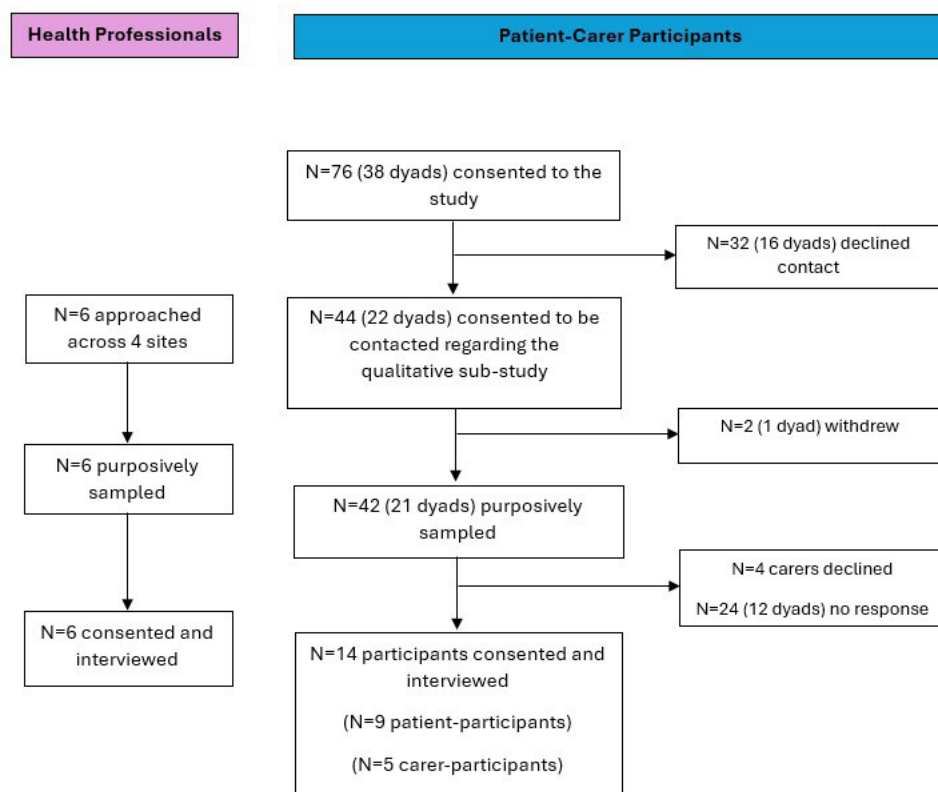 Health Professionals
Patient-Carer Participants
N=76 (38 dyads) consented to the
study
N=32 (16 dyads) declined
contact
N=6 approached
across 4 sites
N=44 (22 dyads) consented to be
contacted regarding the
qualitative sub-study
N=2 (1 dyad) withdrew
N=6 purposively
sampled
N=42 (21 dyads) purposively
sampled
N=4 carers declined
N=24 (12 dyads) no response
N=6 consented and
interviewed
N=14 participants consented and
interviewed
(N=9 patient-participants)
(N=5 carer-participants)